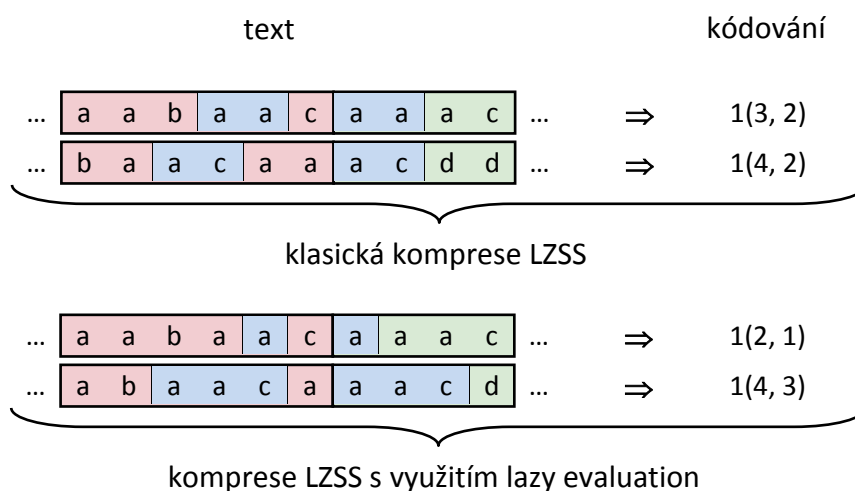 text kódování
... a a b a a c a a a c ... ⇒ 1(3, 2)
... b a a c a a a c d d ... ⇒ 1(4, 2)
klasická komprese LZSS
... a a b a a c a a a c ... ⇒ 1(2, 1)
... a b a a c a a a c d ... ⇒ 1(4, 3)
komprese LZSS s využitím lazy evaluation